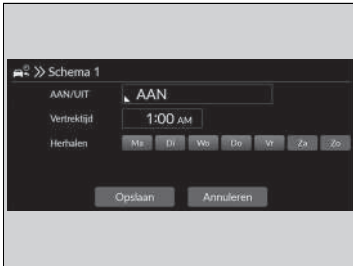 Schema 1
AAN/UIT AAN
Vertrektijd 1:00 AM
Herhalen Ma Di Wo Do Vr Za Zo
Opslaan Annuleren